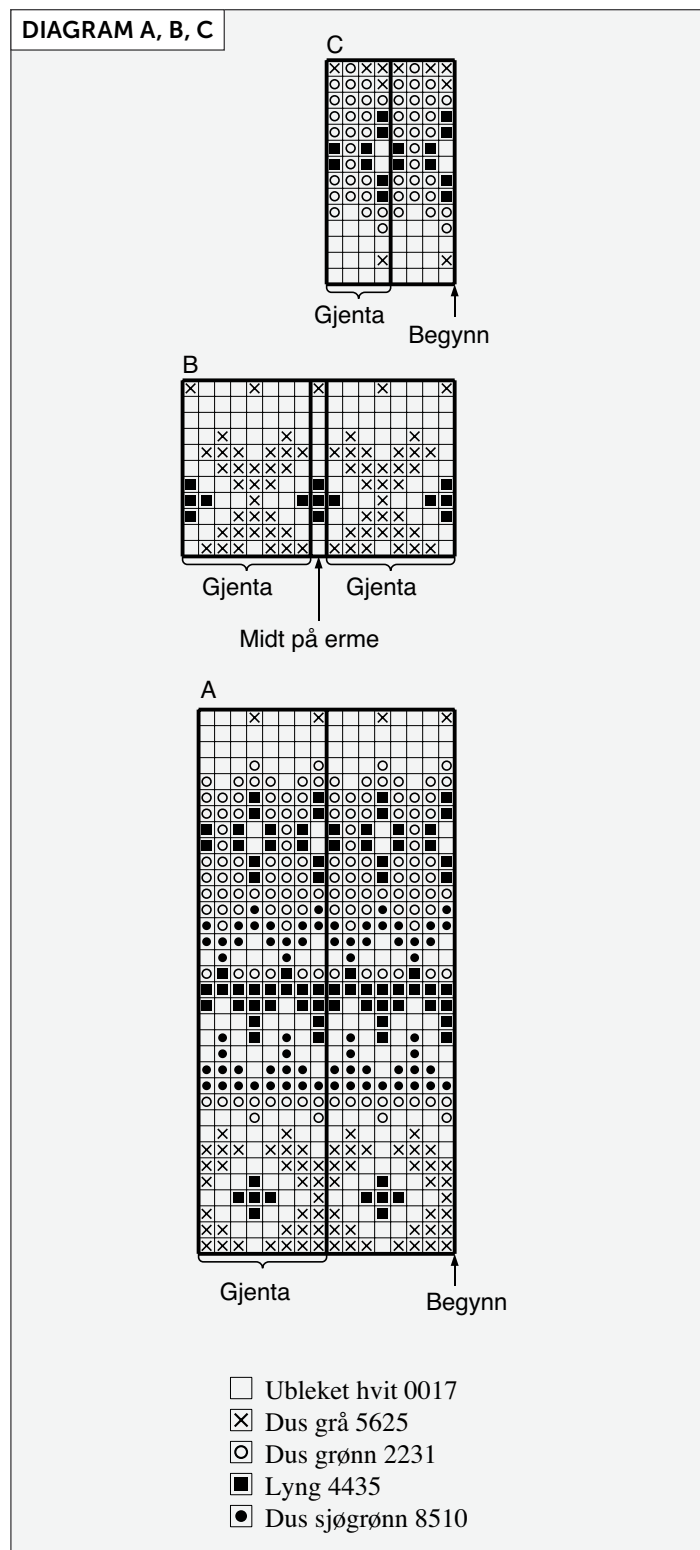 DIAGRAM A, B, C
C
Gjenta
Begynn
B
Gjenta
Gjenta
Midt på erme
A
Gjenta
Begynn
Ubleket hvit 0017
Dus grå 5625
Dus grønn 2231
Lyng 4435
Dus sjøgrønn 8510